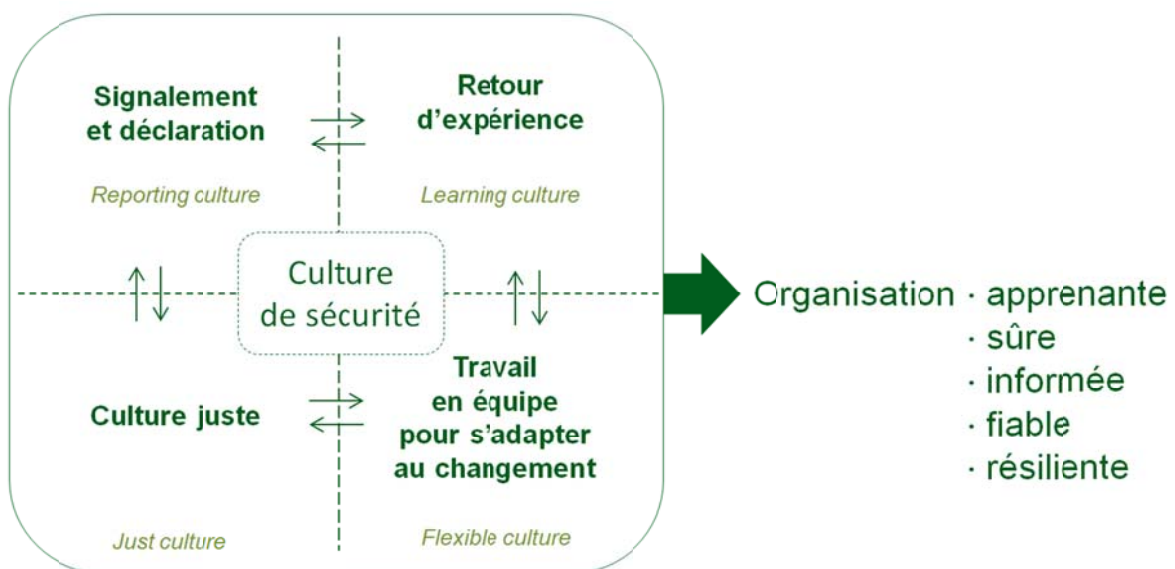 Signalement
et déclaration
Reporting culture
Retour
d'expérience
Learning culture
Culture
de sécurité
Culture juste
Just culture
Travail
en équipe
pour s'adapter
au changement
Flexible culture
Organisation · apprenante
· sûre
· informée
· fiable
· résiliente